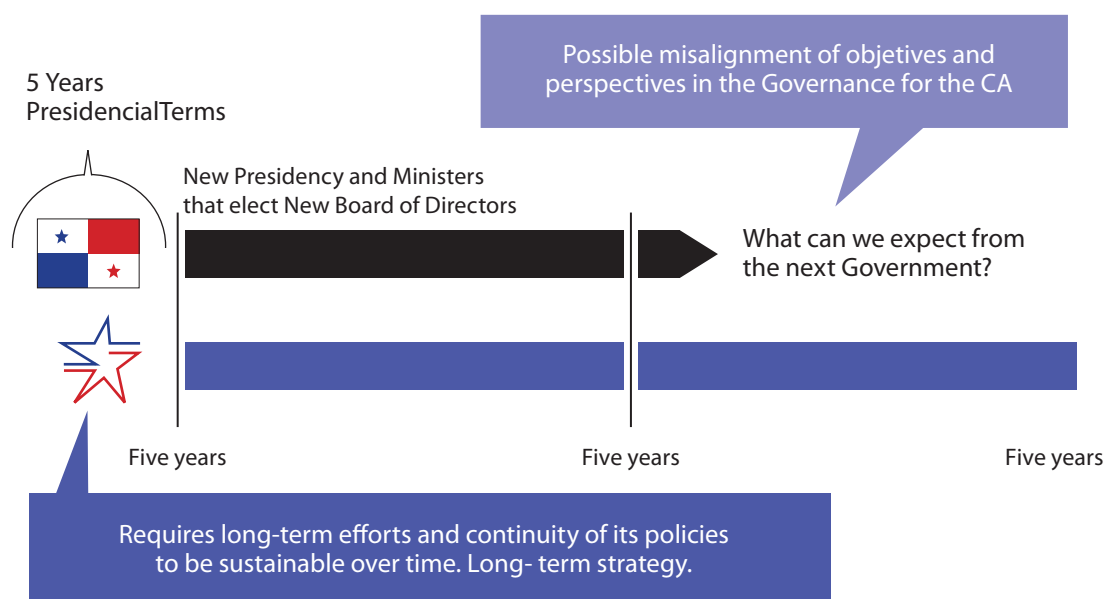 Possible misalignment of objetives and
perspectives in the Governance for the CA
5 Years
PresidencialTerms
New Presidency and Ministers
that elect New Board of Directors
What can we expect from
the next Government?
Five years
Five years
Five years
Requires long-term efforts and continuity of its policies
to be sustainable over time. Long- term strategy.